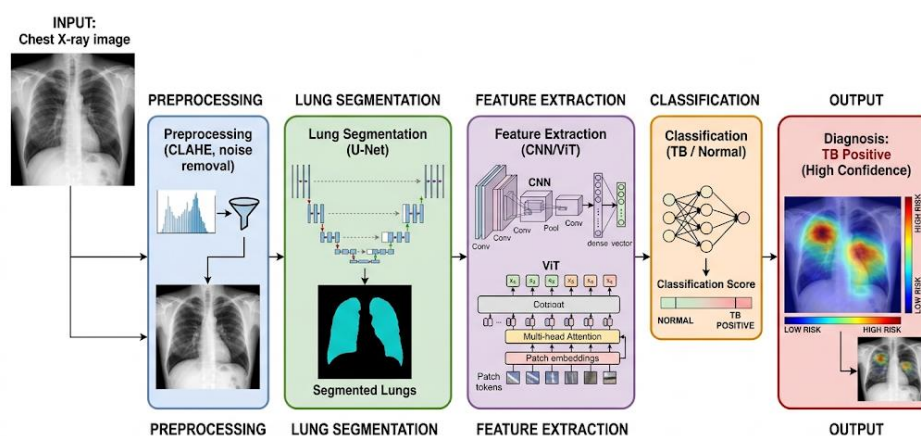 INPUT:
Chest X-ray image
PREPROCESSING
LUNG SEGMENTATION
FEATURE EXTRACTION
CLASSIFICATION
OUTPUT
Preprocessing
(CLAHE, noise
removal)
Lung Segmentation
(U-Net)
Segmented Lungs
Feature Extraction
(CNN/ViT)
CNN
Conv
Conv
Conv
Pool
Conv
dense
vector
ViT
Multi-head Attention
Patch embeddings
Patch
tokens
Classification
(TB / Normal)
Classification Score
NORMAL
TB
POSITIVE
Diagnosis:
TB Positive
(High Confidence)
HIGH RISK
LOW RISK
LOW RISK
HIGH RISK
PREPROCESSING
LUNG SEGMENTATION
FEATURE EXTRACTION
OUTPUT